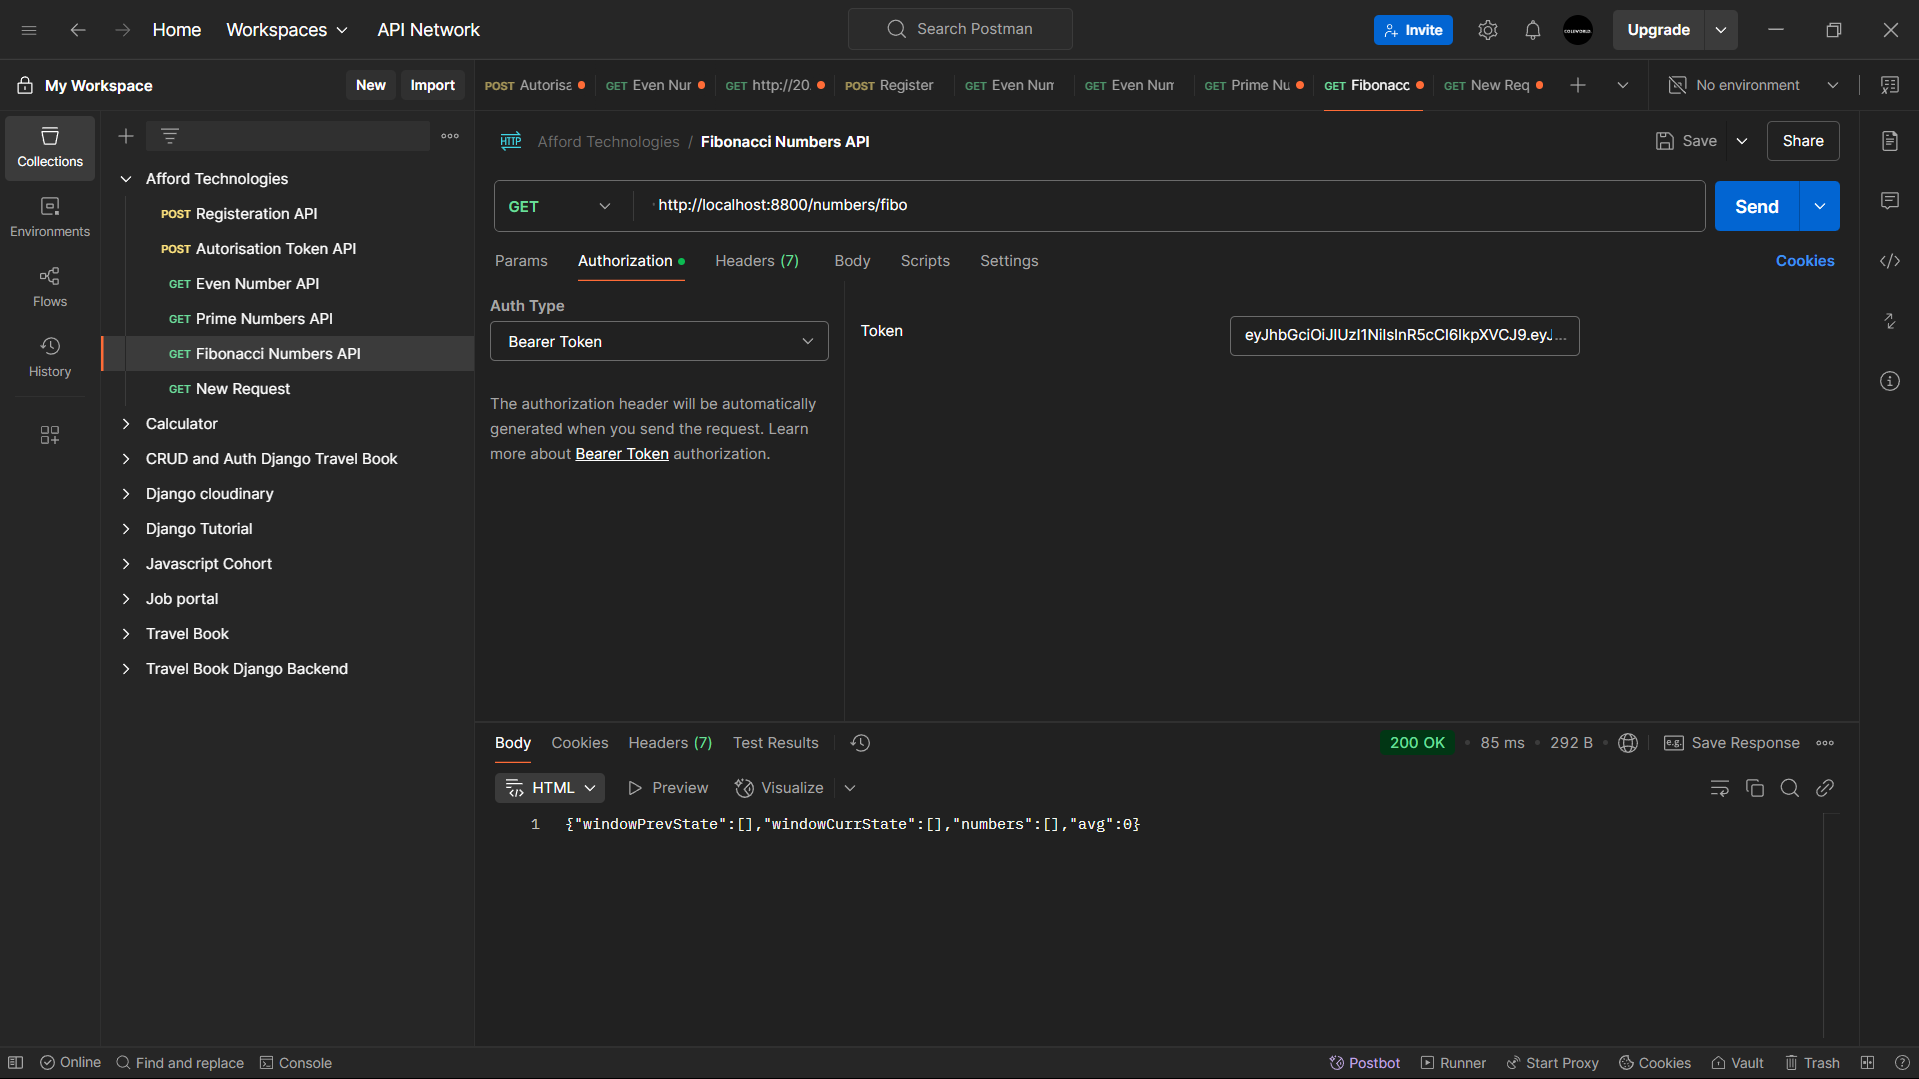 Home Workspaces API Network Search Postman Invite Upgrade
My Workspace New Import
POST Autorisa GET Even Nur GET http://20. POST Register GET Even Num GET Even Num GET Prime Nu GET Fibonacc GET New Req No environment
Collections
Environments
Flows
History
Afford Technologies
POST Registeration API
POST Autorisation Token API
GET Even Number API
GET Prime Numbers API
GET Fibonacci Numbers API
GET New Request
Calculator
CRUD and Auth Django Travel Book
Django cloudinary
Django Tutorial
Javascript Cohort
Job portal
Travel Book
Travel Book Django Backend
HTTP Afford Technologies / Fibonacci Numbers API Save Share
GET http://localhost:8800/numbers/fibo Send
Params Authorization Headers (7) Body Scripts Settings Cookies
Auth Type
Bearer Token
The authorization header will be automatically
generated when you send the request. Learn
more about Bearer Token authorization.
Token eyJhbGciOiJIUzI1NiIsInR5cCI6IkpXVCJ9.eyJ...
Body Cookies Headers (7) Test Results 200 OK 85 ms 292 B e.g. Save Response
HTML Preview Visualize
1 {"windowPrevState":[],"windowCurrState":[],"numbers":[],"avg":0}
Online Find and replace Console Postbot Runner Start Proxy Cookies Vault Trash